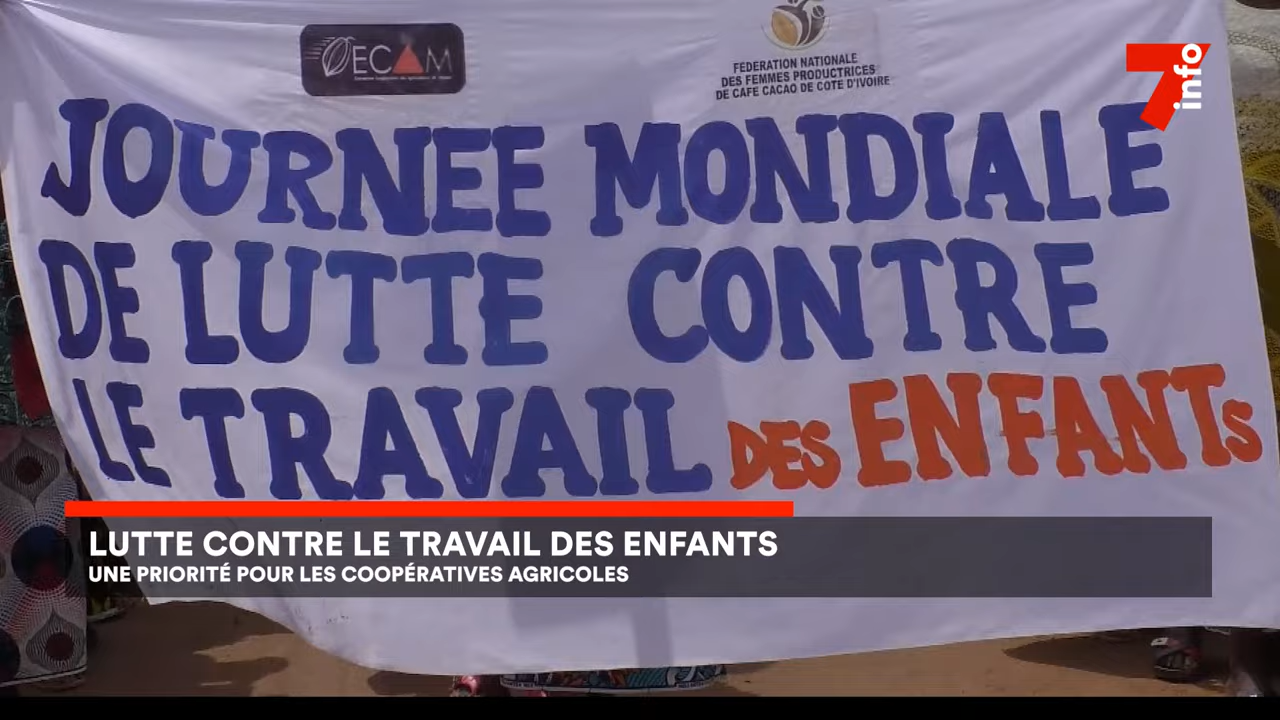 ECAM
FEDERATION NATIONALE
DES FEMMES PRODUCTRICES
DE CAFE CACAO DE COTE D'IVOIRE
7info
JOURNEE MONDIALE
DE LUTTE CONTRE
LE TRAVAIL DES ENFANTS
LUTTE CONTRE LE TRAVAIL DES ENFANTS
UNE PRIORITÉ POUR LES COOPÉRATIVES AGRICOLES